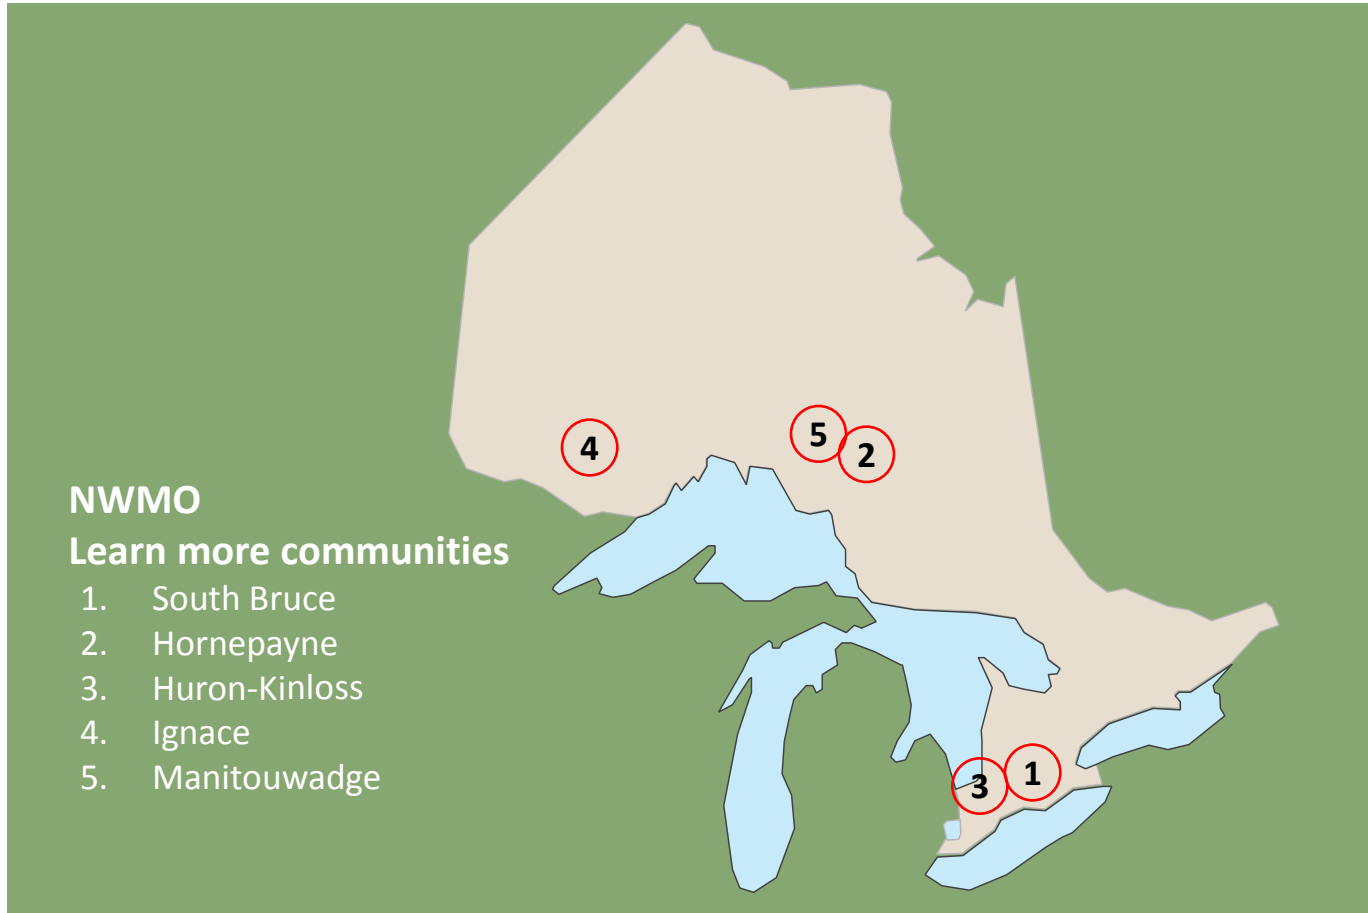 5
4
2
NWMO
Learn more communities
1. South Bruce
2. Hornepayne
3. Huron-Kinloss
4. Ignace
5. Manitouwadge
1
3